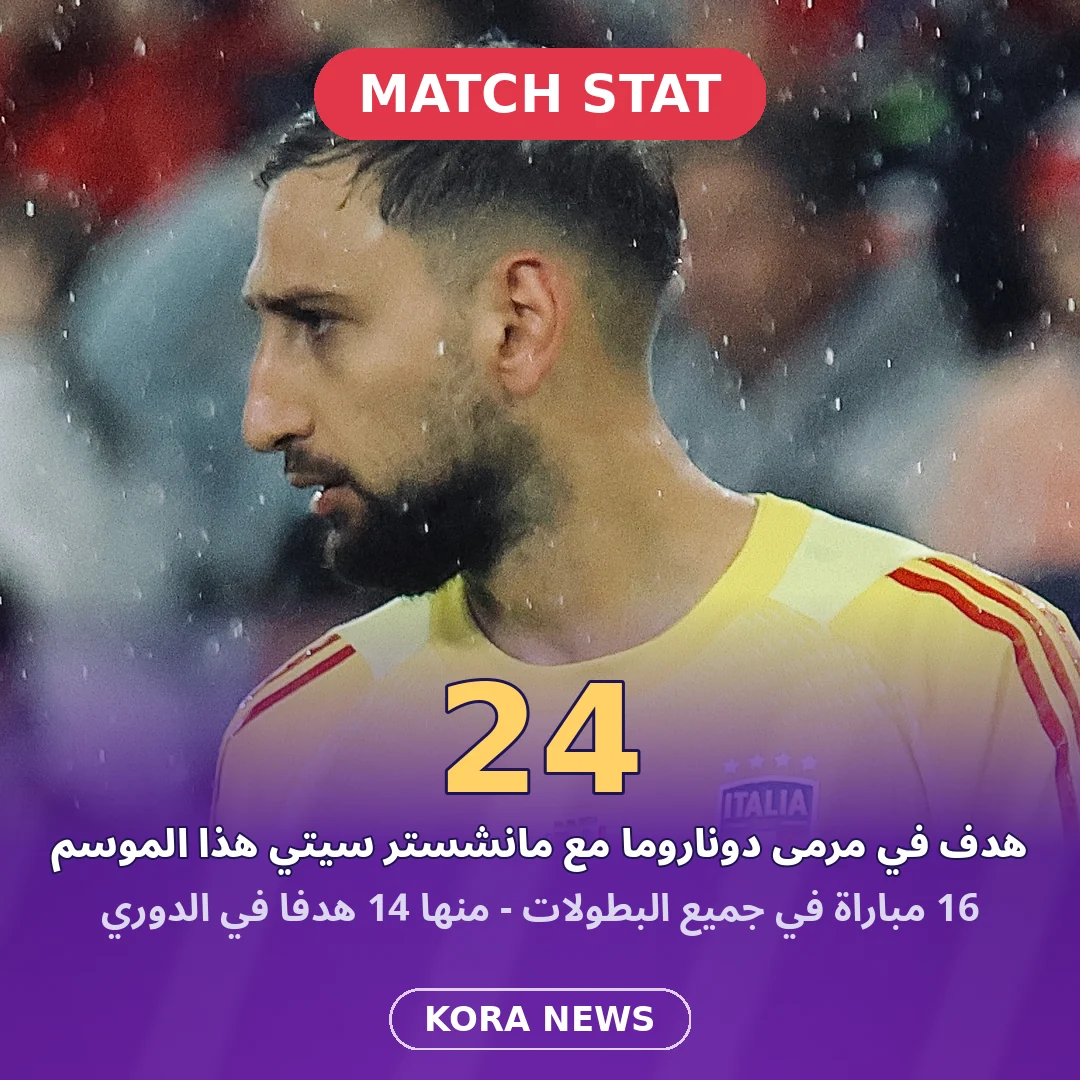 MATCH STAT
24
ITALIA
هدف في مرمى دوناروما مع مانشستر سيتي هذا الموسم
16 مباراة في جميع البطولات - منها 14 هدفا في الدوري
KORA NEWS